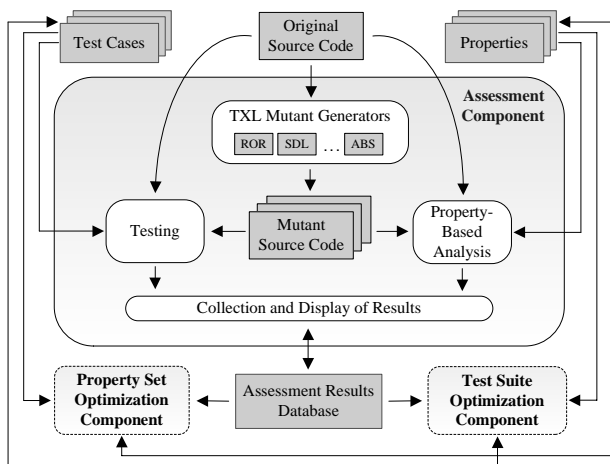 Test Cases
Original
Source Code
Properties
Assessment
Component
TXL Mutant Generators
ROR SDL ... ABS
Testing
Mutant
Source Code
Property-
Based
Analysis
Collection and Display of Results
Property Set
Optimization
Component
Assessment Results
Database
Test Suite
Optimization
Component